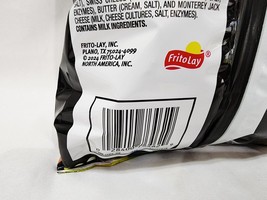 SALT), SWISS CHEESE
ENZYMES), BUTTER (CREAM, SALT), AND MONTEREY JACK
CHEESE (MILK, CHEESE CULTURES, SALT, ENZYMES).
CONTAINS MILK INGREDIENTS.
FRITO-LAY, INC.
PLANO, TX 75024-4099
© 2024 FRITO-LAY
NORTH AMERICA, INC.
FritoLay